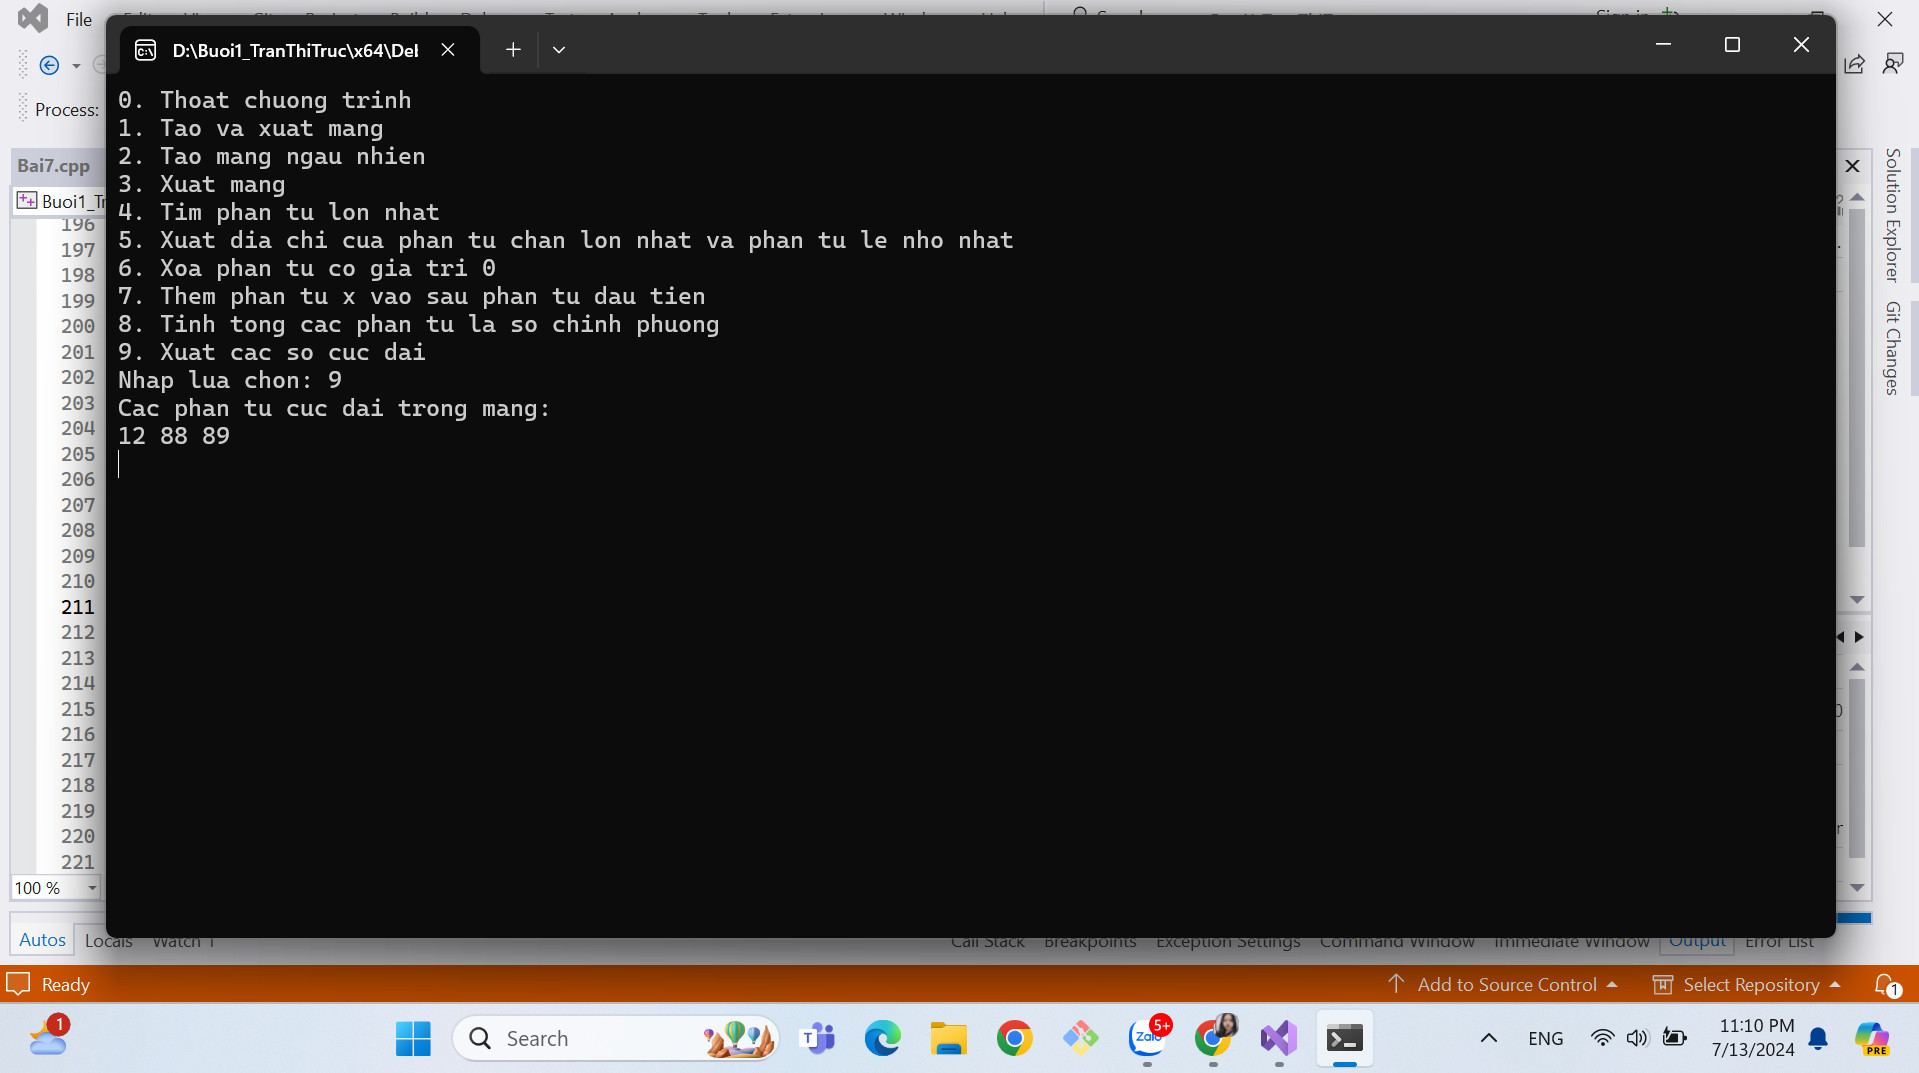 File
D:\Buoi1_TranThiTruc\x64\Del
Process:
Bai7.cpp
Buoi1_Tr
0. Thoat chuong trinh
1. Tao va xuat mang
2. Tao mang ngau nhien
3. Xuat mang
4. Tim phan tu lon nhat
5. Xuat dia chi cua phan tu chan lon nhat va phan tu le nho nhat
6. Xoa phan tu co gia tri 0
7. Them phan tu x vao sau phan tu dau tien
8. Tinh tong cac phan tu la so chinh phuong
9. Xuat cac so cuc dai
Nhap lua chon: 9
Cac phan tu cuc dai trong mang:
12 88 89
196
197
198
199
200
201
202
203
204
205
206
207
208
209
210
211
212
213
214
215
216
217
218
219
220
221
100 %
Solution Explorer
Git Changes
Autos Locals Watch 1 Call Stack Breakpoints Exception Settings Command Window Immediate Window Output Error List
Ready Add to Source Control Select Repository 1
1
Search
T
Zalo
5+
ENG
11:10 PM
7/13/2024
PRE